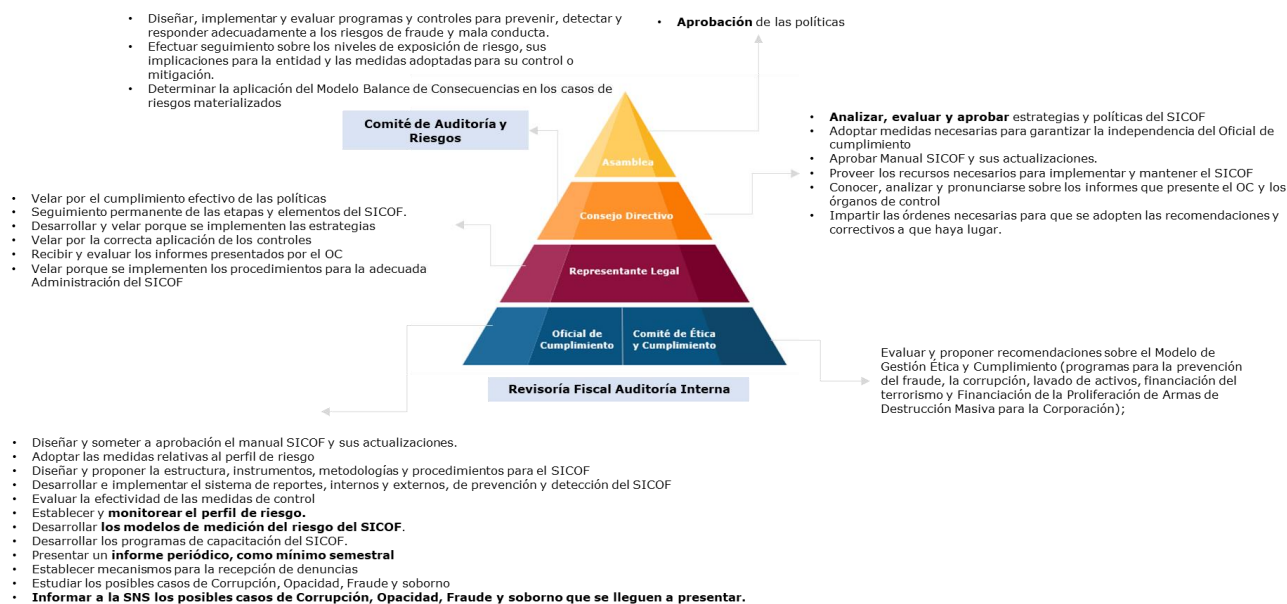 • Diseñar, implementar y evaluar programas y controles para prevenir, detectar y
responder adecuadamente a los riesgos de fraude y mala conducta.
• Efectuar seguimiento sobre los niveles de exposición de riesgo, sus
implicaciones para la entidad y las medidas adoptadas para su control o
mitigación.
• Determinar la aplicación del Modelo Balance de Consecuencias en los casos de
riesgos materializados
• Aprobación de las políticas
Comité de Auditoría y
Riesgos
• Analizar, evaluar y aprobar estrategias y políticas del SICOF
• Adoptar medidas necesarias para garantizar la independencia del Oficial de
cumplimiento
• Aprobar Manual SICOF y sus actualizaciones.
• Proveer los recursos necesarios para implementar y mantener el SICOF
• Conocer, analizar y pronunciarse sobre los informes que presente el OC y los
órganos de control
• Impartir las órdenes necesarias para que se adopten las recomendaciones y
correctivos a que haya lugar.
Asamblea
Consejo Directivo
Representante Legal
Oficial de
Cumplimiento
Comité de Ética
y Cumplimiento
Revisoría Fiscal Auditoría Interna
• Velar por el cumplimiento efectivo de las políticas
• Seguimiento permanente de las etapas y elementos del SICOF.
• Desarrollar y velar porque se implementen las estrategias
• Velar por la correcta aplicación de los controles
• Recibir y evaluar los informes presentados por el OC
• Velar porque se implementen los procedimientos para la adecuada
Administración del SICOF
Evaluar y proponer recomendaciones sobre el Modelo de
Gestión Ética y Cumplimiento (programas para la prevención
del fraude, la corrupción, lavado de activos, financiación del
terrorismo y Financiación de la Proliferación de Armas de
Destrucción Masiva para la Corporación);
• Diseñar y someter a aprobación el manual SICOF y sus actualizaciones.
• Adoptar las medidas relativas al perfil de riesgo
• Diseñar y proponer la estructura, instrumentos, metodologías y procedimientos para el SICOF
• Desarrollar e implementar el sistema de reportes, internos y externos, de prevención y detección del SICOF
• Evaluar la efectividad de las medidas de control
• Establecer y monitorear el perfil de riesgo.
• Desarrollar los modelos de medición del riesgo del SICOF.
• Desarrollar los programas de capacitación del SICOF.
• Presentar un informe periódico, como mínimo semestral
• Establecer mecanismos para la recepción de denuncias
• Estudiar los posibles casos de Corrupción, Opacidad, Fraude y soborno
• Informar a la SNS los posibles casos de Corrupción, Opacidad, Fraude y soborno que se lleguen a presentar.